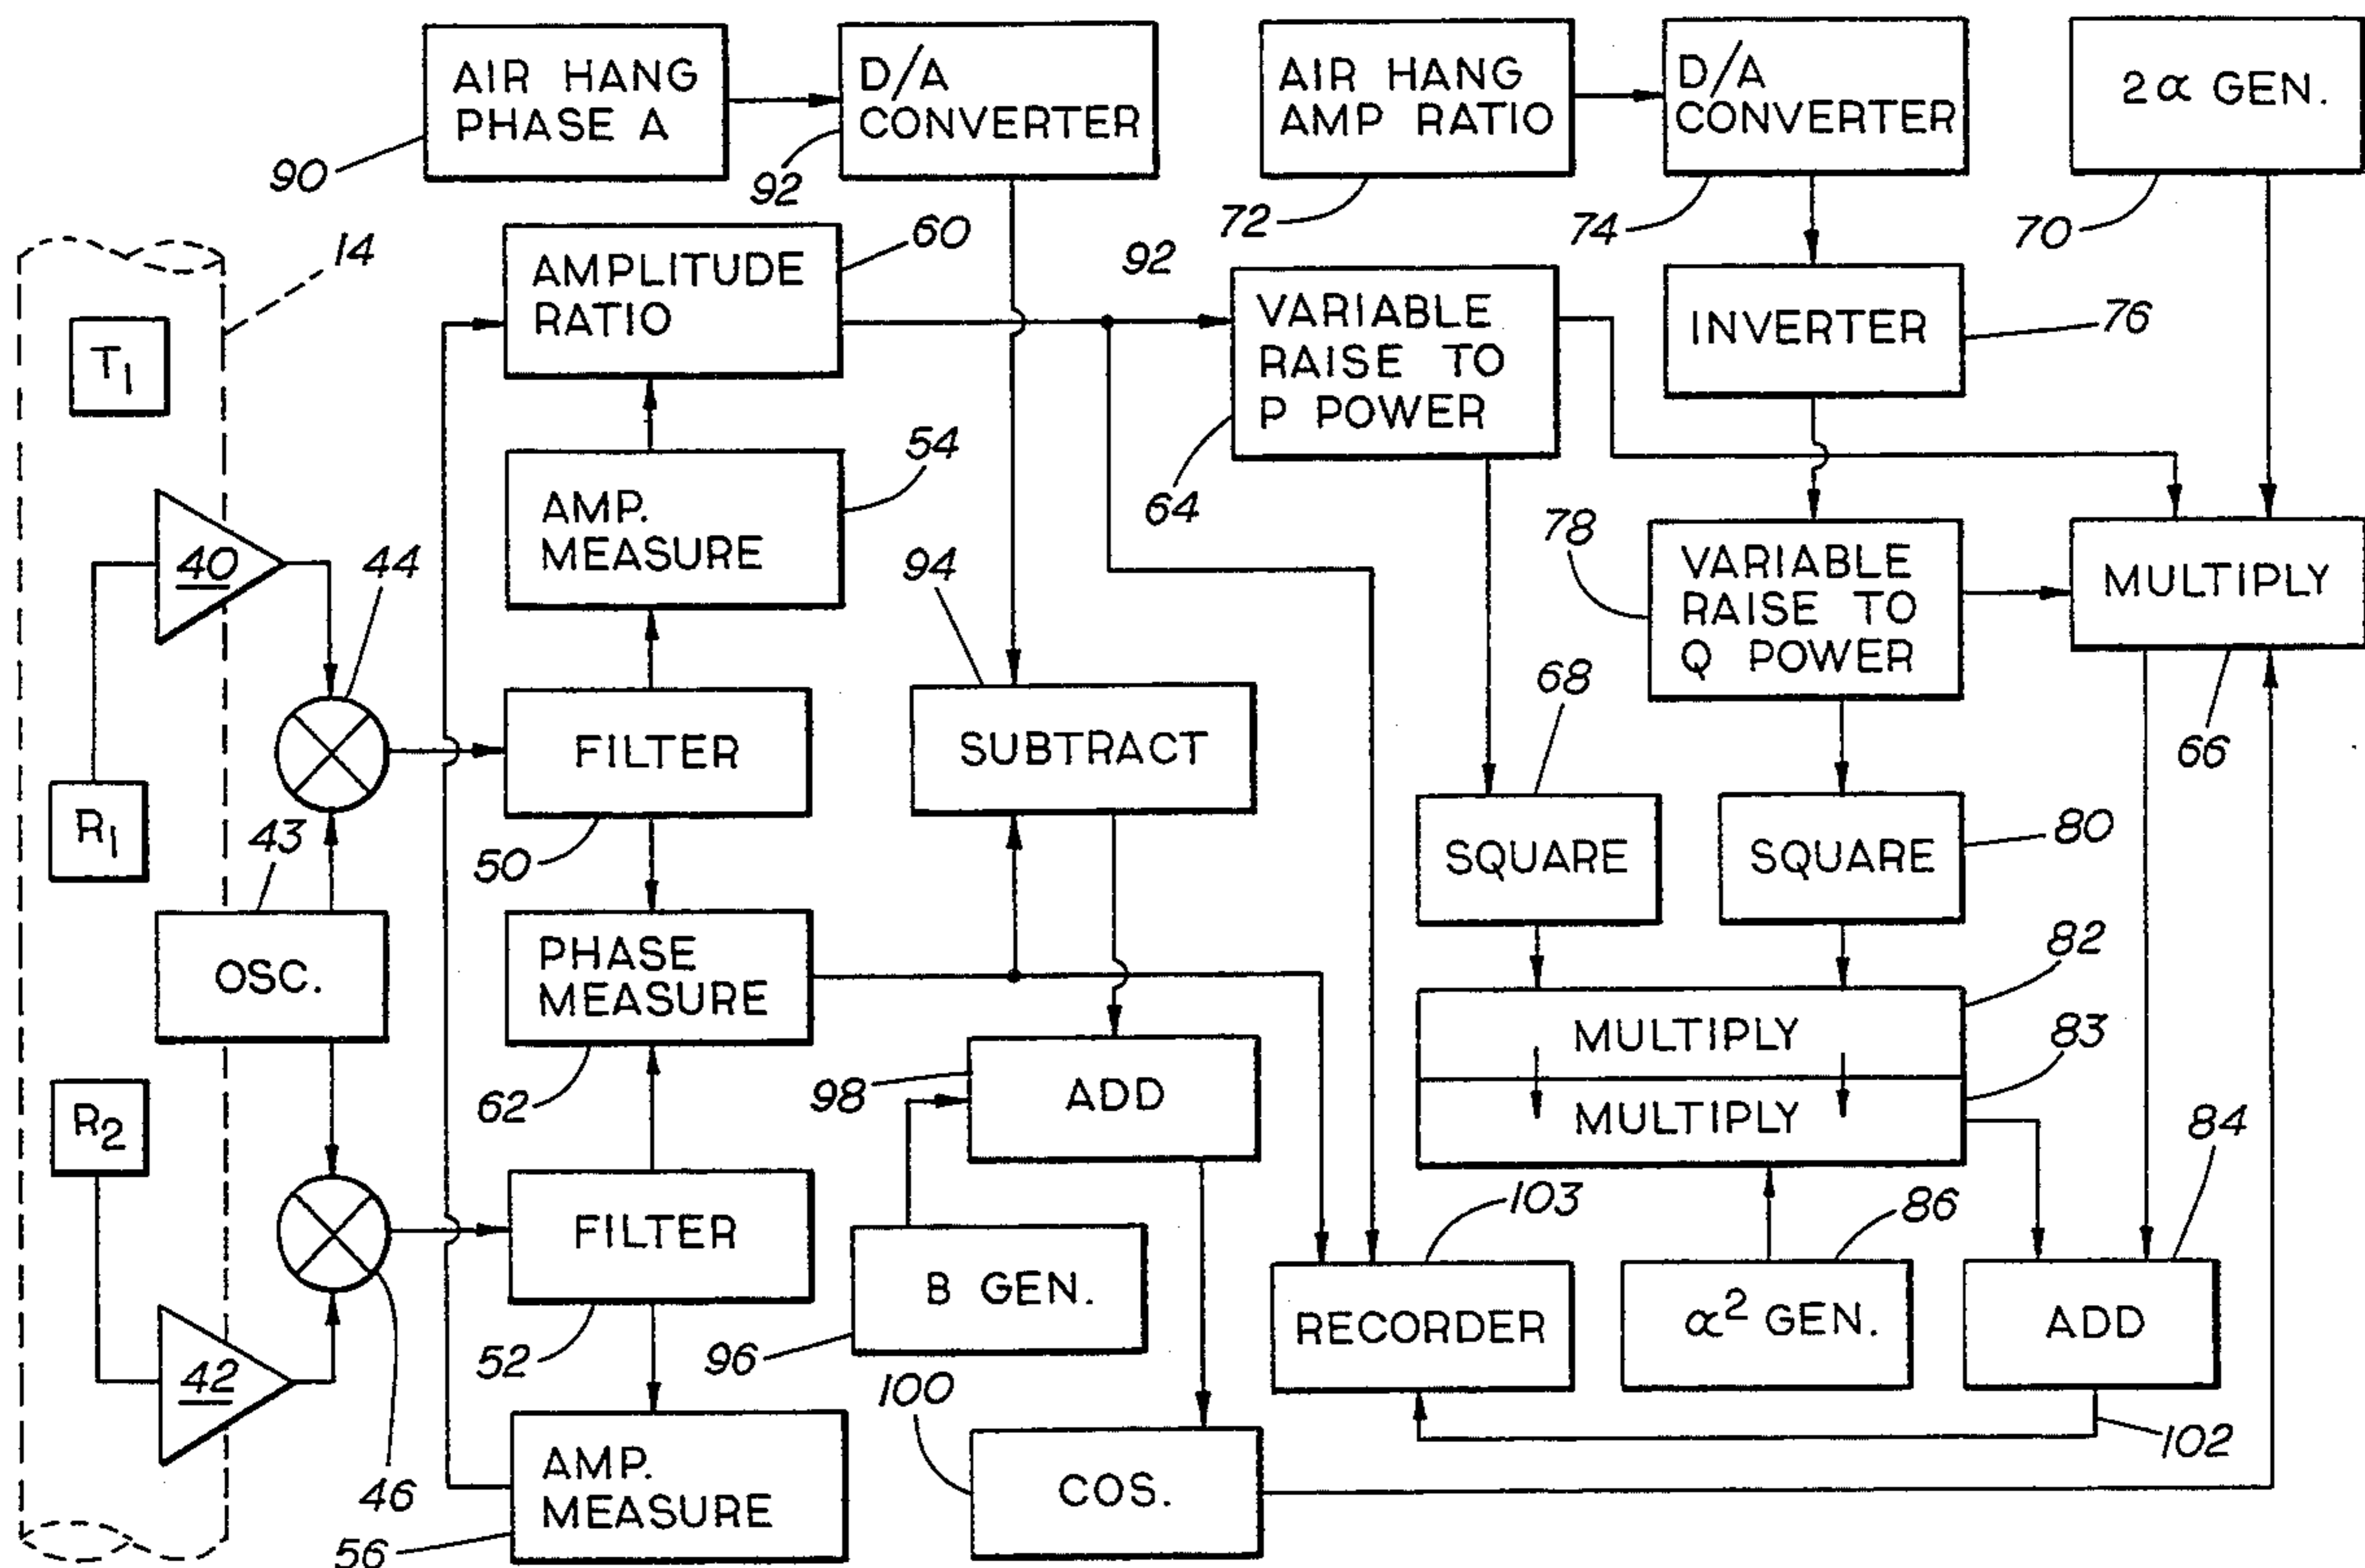 AIR HANG
PHASE A
D/A
CONVERTER
AIR HANG
AMP RATIO
D/A
CONVERTER
2α GEN.
90
92
72
74
70
14
AMPLITUDE
RATIO
60
92
VARIABLE
RAISE TO
P POWER
INVERTER
76
T1
AMP.
MEASURE
54
64
78
VARIABLE
RAISE TO
Q POWER
MULTIPLY
40
44
94
FILTER
SUBTRACT
68
66
R1
43
50
SQUARE
SQUARE
80
OSC.
PHASE
MEASURE
82
MULTIPLY
83
MULTIPLY
R2
62
98
ADD
84
FILTER
103
86
B GEN.
RECORDER
α2 GEN.
ADD
42
52
96
100
102
46
AMP.
MEASURE
COS.
56